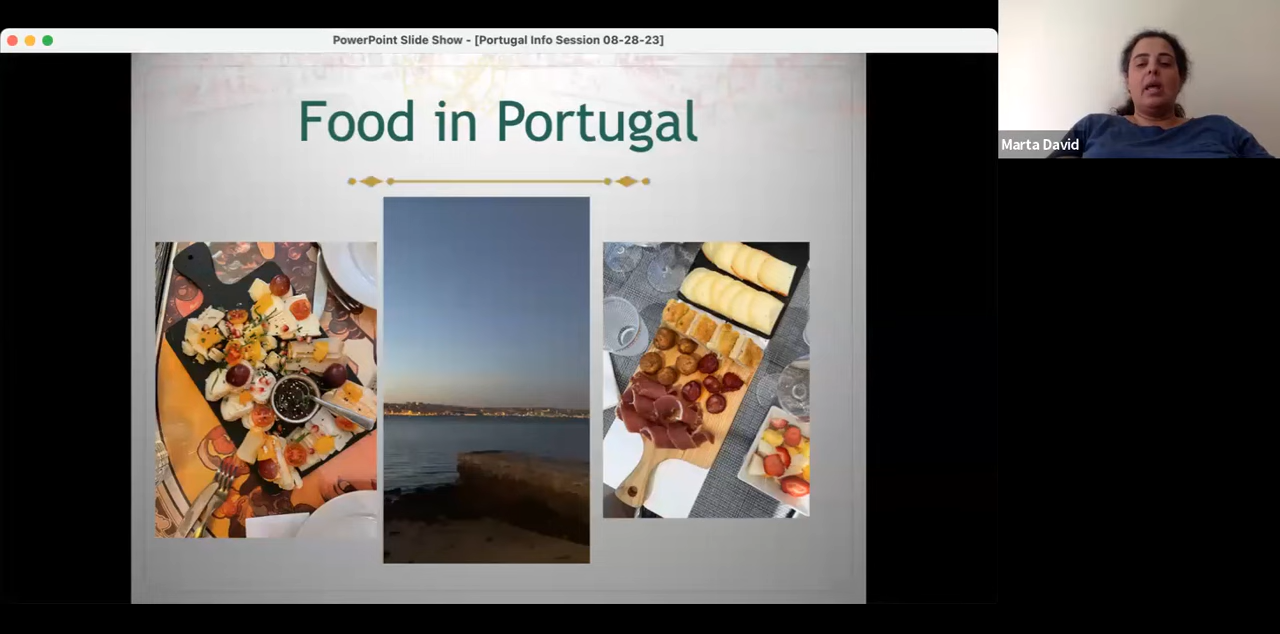 PowerPoint Slide Show - [Portugal Info Session 08-28-23]
Food in Portugal
Marta David